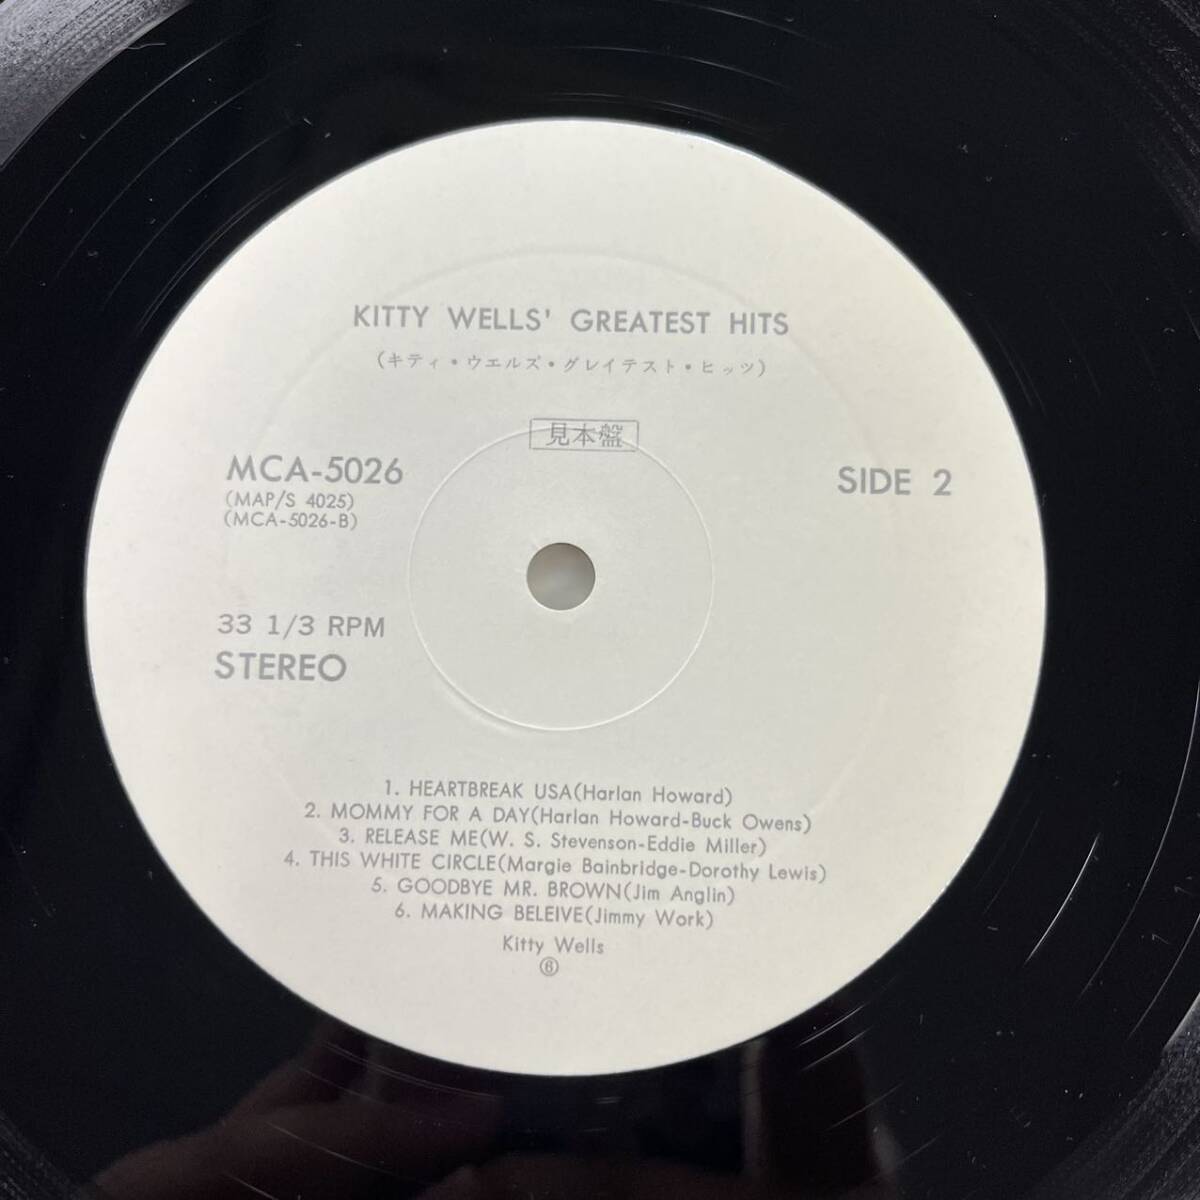 KITTY WELLS' GREATEST HITS
(キティ・ウエルズ・グレイテスト・ヒッツ)
見本盤
MCA-5026
(MAP/S 4025)
(MCA-5026-B)
SIDE 2
33 1/3 RPM
STEREO
1. HEARTBREAK USA(Harlan Howard)
2. MOMMY FOR A DAY(Harlan Howard-Buck Owens)
3. RELEASE ME(W. S. Stevenson-Eddie Miller)
4. THIS WHITE CIRCLE(Margie Bainbridge-Dorothy Lewis)
5. GOODBYE MR. BROWN(Jim Anglin)
6. MAKING BELEIVE(Jimmy Work)
Kitty Wells
⑥